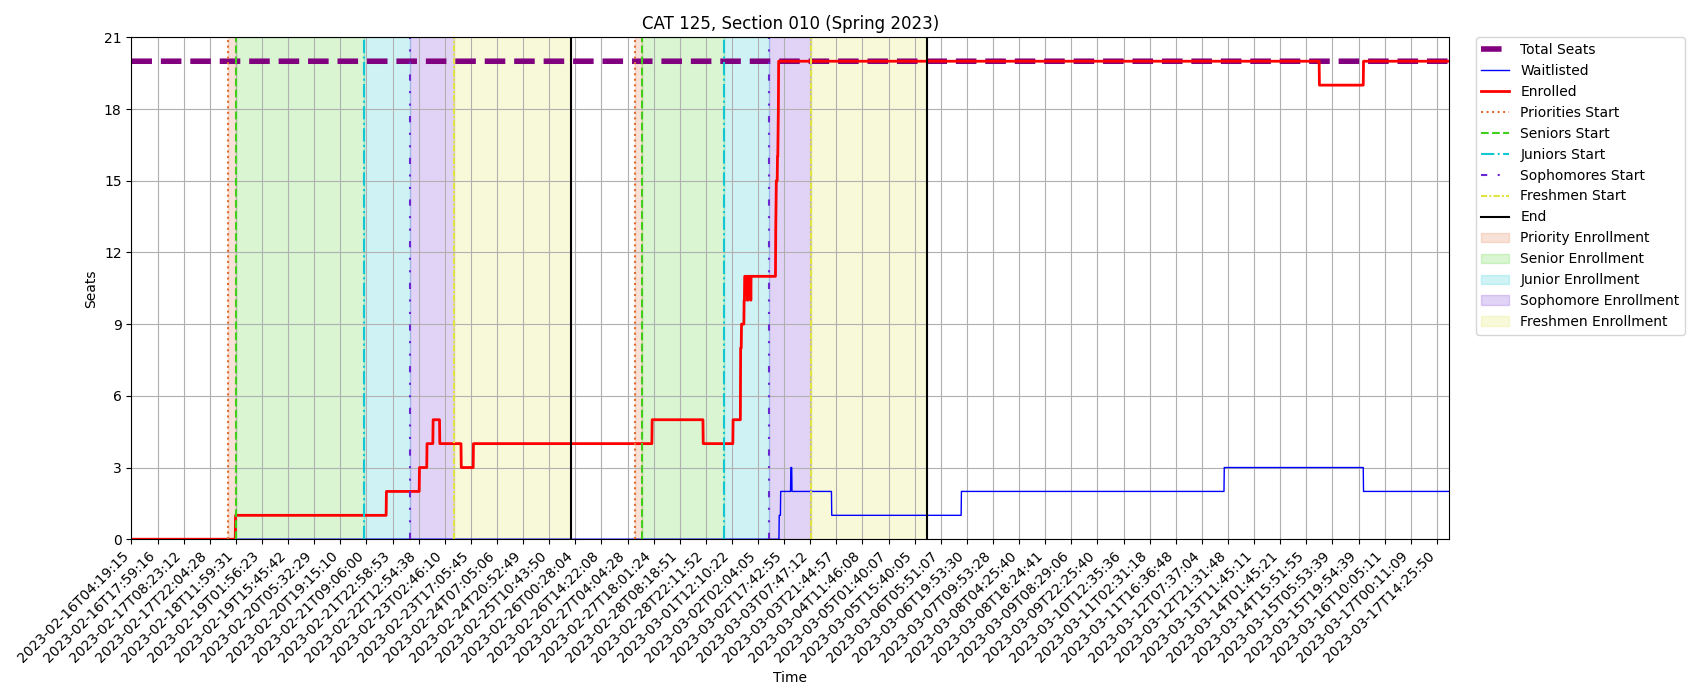 CAT 125, Section 010 (Spring 2023)
Seats
21
18
15
12
9
6
3
0
2023-02-16T04:19:15
2023-02-16T17:59:16
2023-02-17T08:23:12
2023-02-17T22:04:28
2023-02-18T11:59:31
2023-02-19T01:56:23
2023-02-19T15:45:42
2023-02-20T05:32:29
2023-02-20T19:15:10
2023-02-21T09:06:00
2023-02-21T22:58:53
2023-02-22T12:54:38
2023-02-23T02:46:10
2023-02-23T17:05:45
2023-02-24T07:05:06
2023-02-24T20:52:49
2023-02-25T10:43:50
2023-02-26T00:28:04
2023-02-26T14:22:08
2023-02-27T04:04:28
2023-02-27T18:01:24
2023-02-28T08:18:51
2023-02-28T22:11:52
2023-03-01T12:10:22
2023-03-02T02:04:05
2023-03-02T17:42:55
2023-03-03T07:47:12
2023-03-03T21:44:57
2023-03-04T11:46:08
2023-03-05T01:40:07
2023-03-05T15:40:05
2023-03-06T05:51:07
2023-03-06T19:53:30
2023-03-07T09:53:28
2023-03-08T04:25:40
2023-03-08T18:24:41
2023-03-09T08:29:06
2023-03-09T22:25:40
2023-03-10T12:35:36
2023-03-11T02:31:18
2023-03-11T16:36:48
2023-03-12T07:37:04
2023-03-12T21:31:48
2023-03-13T11:45:11
2023-03-14T01:45:21
2023-03-14T15:51:55
2023-03-15T05:53:39
2023-03-15T19:54:39
2023-03-16T10:05:11
2023-03-17T00:11:09
2023-03-17T14:25:50
Time
Total Seats
Waitlisted
Enrolled
Priorities Start
Seniors Start
Juniors Start
Sophomores Start
Freshmen Start
End
Priority Enrollment
Senior Enrollment
Junior Enrollment
Sophomore Enrollment
Freshmen Enrollment